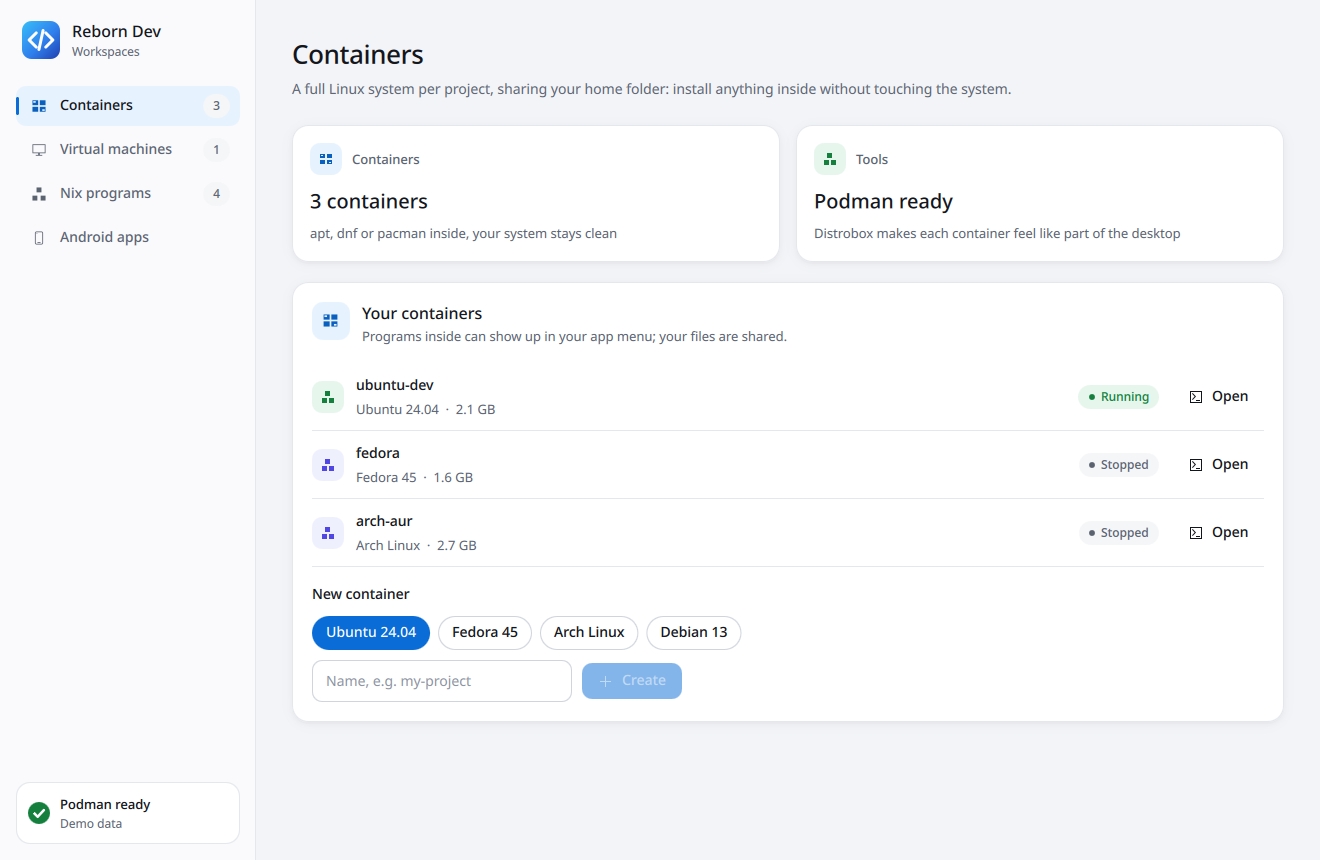 Reborn Dev
Workspaces
Containers 3
Virtual machines 1
Nix programs 4
Android apps
Podman ready
Demo data
Containers
A full Linux system per project, sharing your home folder: install anything inside without touching the system.
Containers
3 containers
apt, dnf or pacman inside, your system stays clean
Tools
Podman ready
Distrobox makes each container feel like part of the desktop
Your containers
Programs inside can show up in your app menu; your files are shared.
ubuntu-dev
Ubuntu 24.04 · 2.1 GB
Running Open
fedora
Fedora 45 · 1.6 GB
Stopped Open
arch-aur
Arch Linux · 2.7 GB
Stopped Open
New container
Ubuntu 24.04 Fedora 45 Arch Linux Debian 13
Name, e.g. my-project
Create